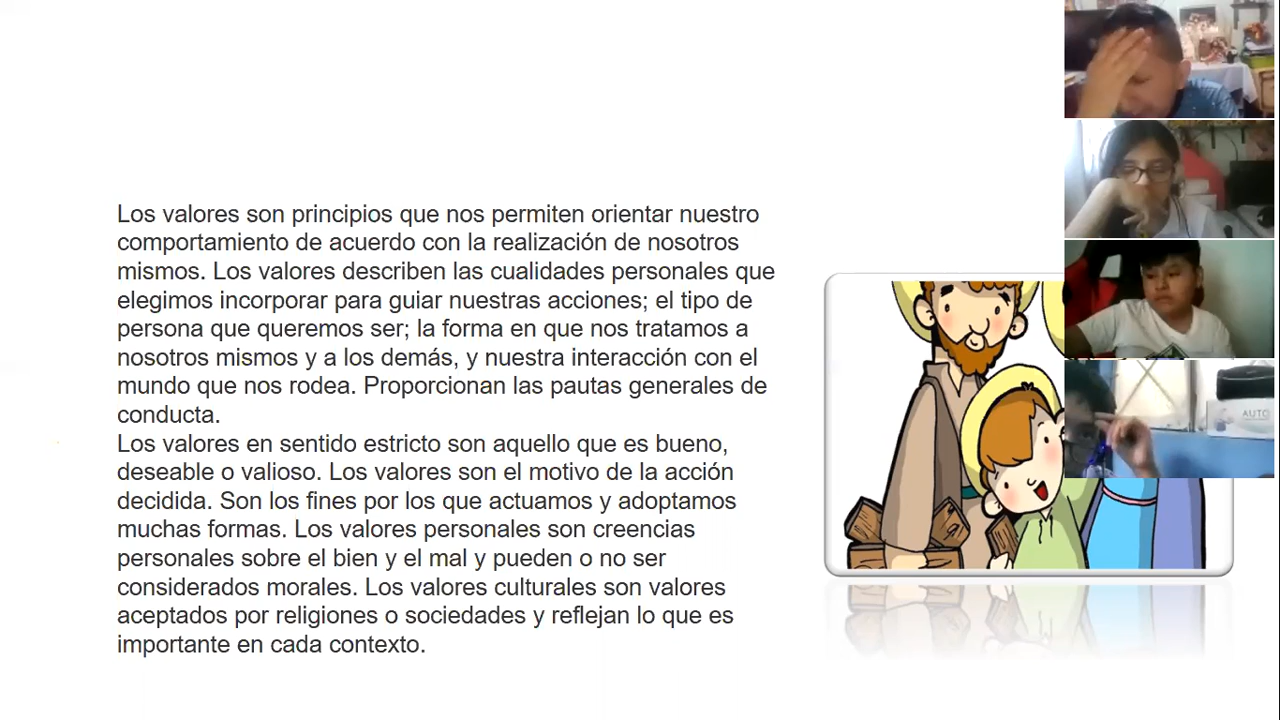 Los valores son principios que nos permiten orientar nuestro
comportamiento de acuerdo con la realización de nosotros
mismos. Los valores describen las cualidades personales que
elegimos incorporar para guiar nuestras acciones; el tipo de
persona que queremos ser; la forma en que nos tratamos a
nosotros mismos y a los demás, y nuestra interacción con el
mundo que nos rodea. Proporcionan las pautas generales de
conducta.
Los valores en sentido estricto son aquello que es bueno,
deseable o valioso. Los valores son el motivo de la acción
decidida. Son los fines por los que actuamos y adoptamos
muchas formas. Los valores personales son creencias
personales sobre el bien y el mal y pueden o no ser
considerados morales. Los valores culturales son valores
aceptados por religiones o sociedades y reflejan lo que es
importante en cada contexto.
AUTO